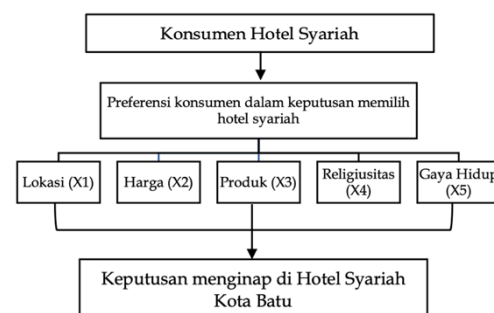 Konsumen Hotel Syariah
Preferensi konsumen dalam keputusan memilih
hotel syariah
Lokasi (X1)
Harga (X2)
Produk (X3)
Religiusitas
(X4)
Gaya Hidup
(X5)
Keputusan menginap di Hotel Syariah
Kota Batu